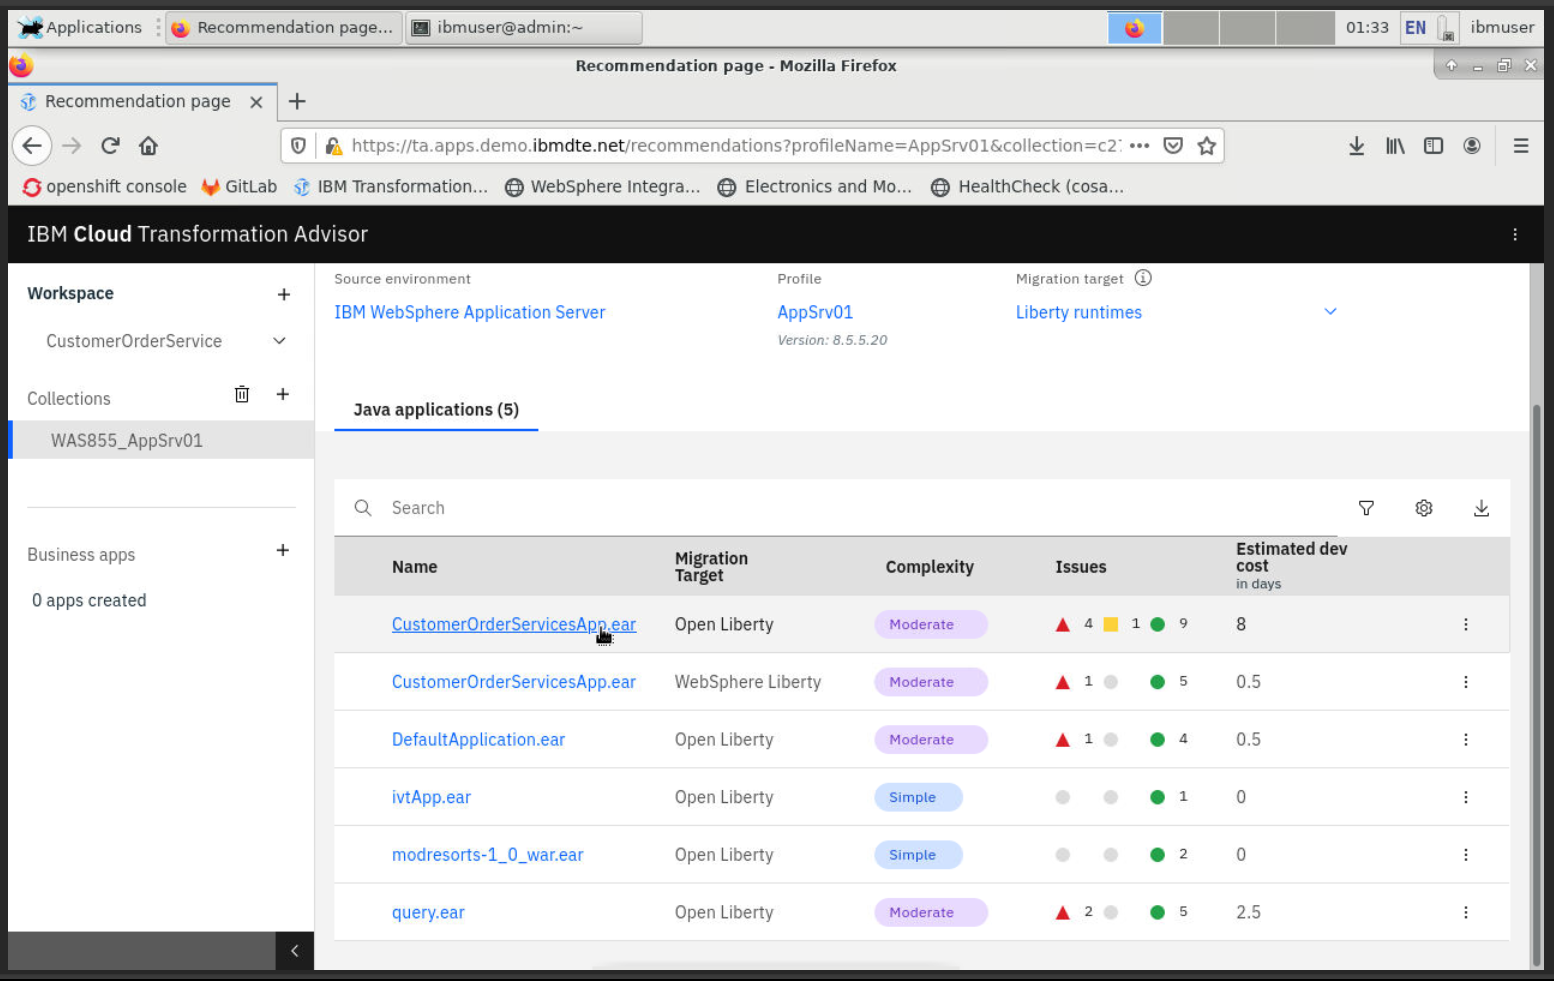 Applications
Recommendation page...
ibmuser@admin:~
01:33
EN
ibmuser
Recommendation page - Mozilla Firefox
Recommendation page
https://ta.apps.demo.ibmdte.net/recommendations?profileName=AppSrv01&collection=c2
openshift console
GitLab
IBM Transformation...
WebSphere Integra...
Electronics and Mo...
HealthCheck (cosa...
IBM Cloud Transformation Advisor
Workspace
CustomerOrderService
Collections
WAS855_AppSrv01
Business apps
0 apps created
Source environment
IBM WebSphere Application Server
Profile
AppSrv01
Version: 8.5.5.20
Migration target
Liberty runtimes
Java applications (5)
Search
Name
Migration
Target
Complexity
Issues
Estimated dev
cost
in days
CustomerOrderServicesApp.ear Open Liberty Moderate 4 1 9 8
CustomerOrderServicesApp.ear WebSphere Liberty Moderate 1 5 0.5
DefaultApplication.ear Open Liberty Moderate 1 4 0.5
ivtApp.ear Open Liberty Simple 1 0
modresorts-1_0_war.ear Open Liberty Simple 2 0
query.ear Open Liberty Moderate 2 5 2.5